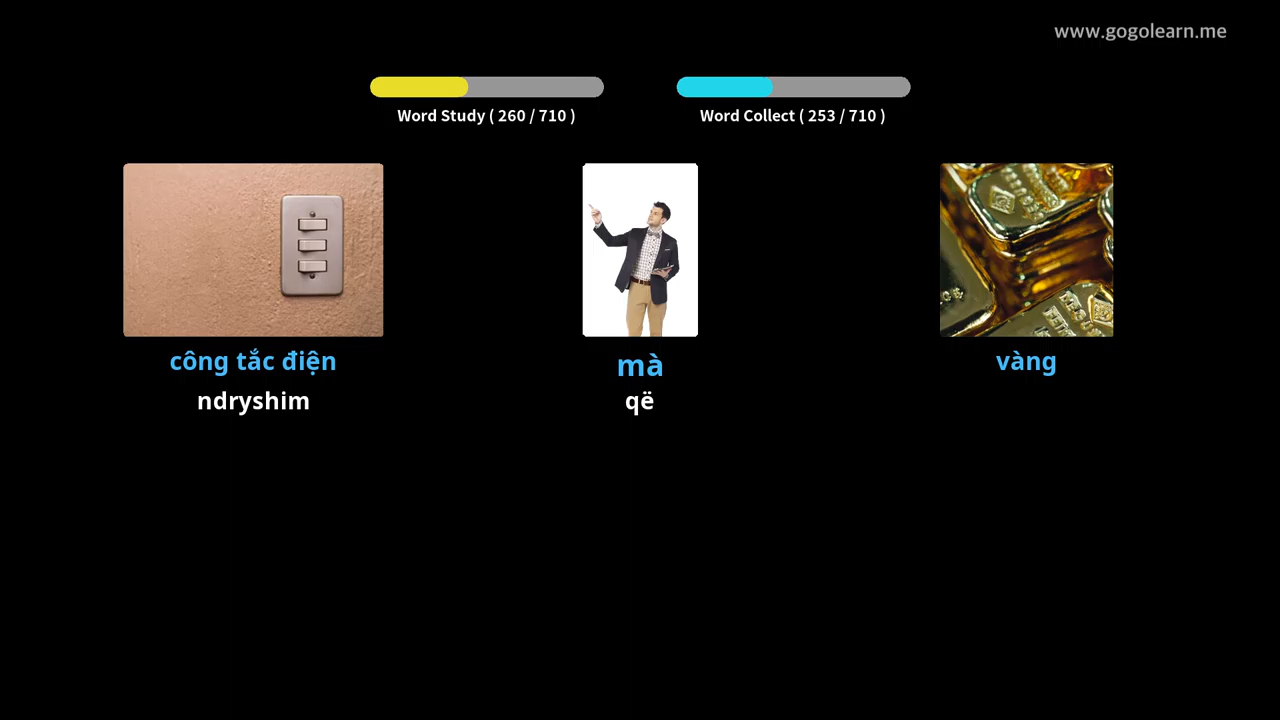 www.gogolearn.me
Word Study ( 260 / 710 )
Word Collect ( 253 / 710 )
công tắc điện
ndryshim
mà
që
vàng